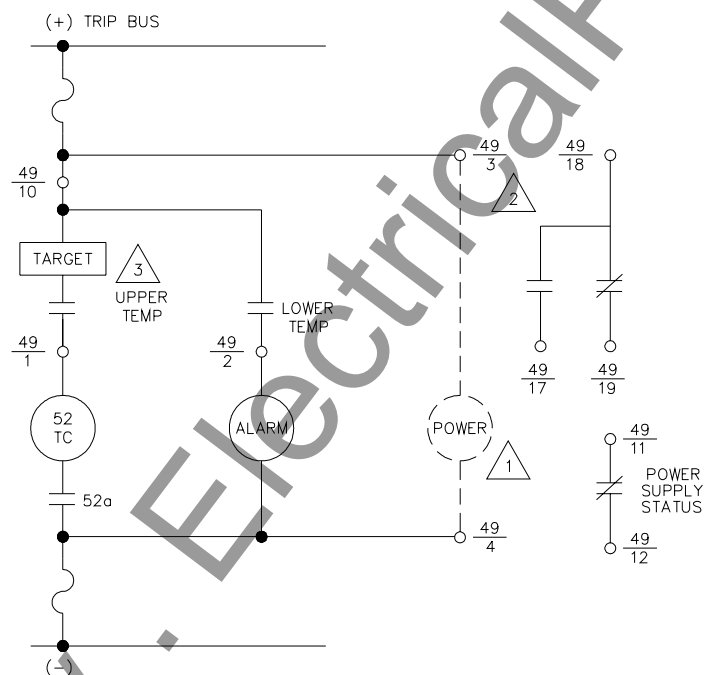 (+) TRIP BUS
49
10
49
3
49
18
2
TARGET
3
UPPER
TEMP
LOWER
TEMP
49
1
49
2
49
17
49
19
52
TC
ALARM
POWER
1
49
11
POWER
SUPPLY
STATUS
52a
49
4
49
12
(-)
. Electrical